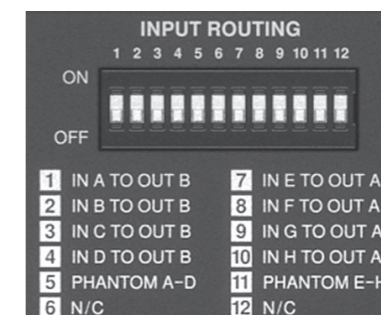 INPUT ROUTING
1 2 3 4 5 6 7 8 9 10 11 12
ON
OFF
1 IN A TO OUT B
2 IN B TO OUT B
3 IN C TO OUT B
4 IN D TO OUT B
5 PHANTOM A-D
6 N/C
7 IN E TO OUT A
8 IN F TO OUT A
9 IN G TO OUT A
10 IN H TO OUT A
11 PHANTOM E-H
12 N/C